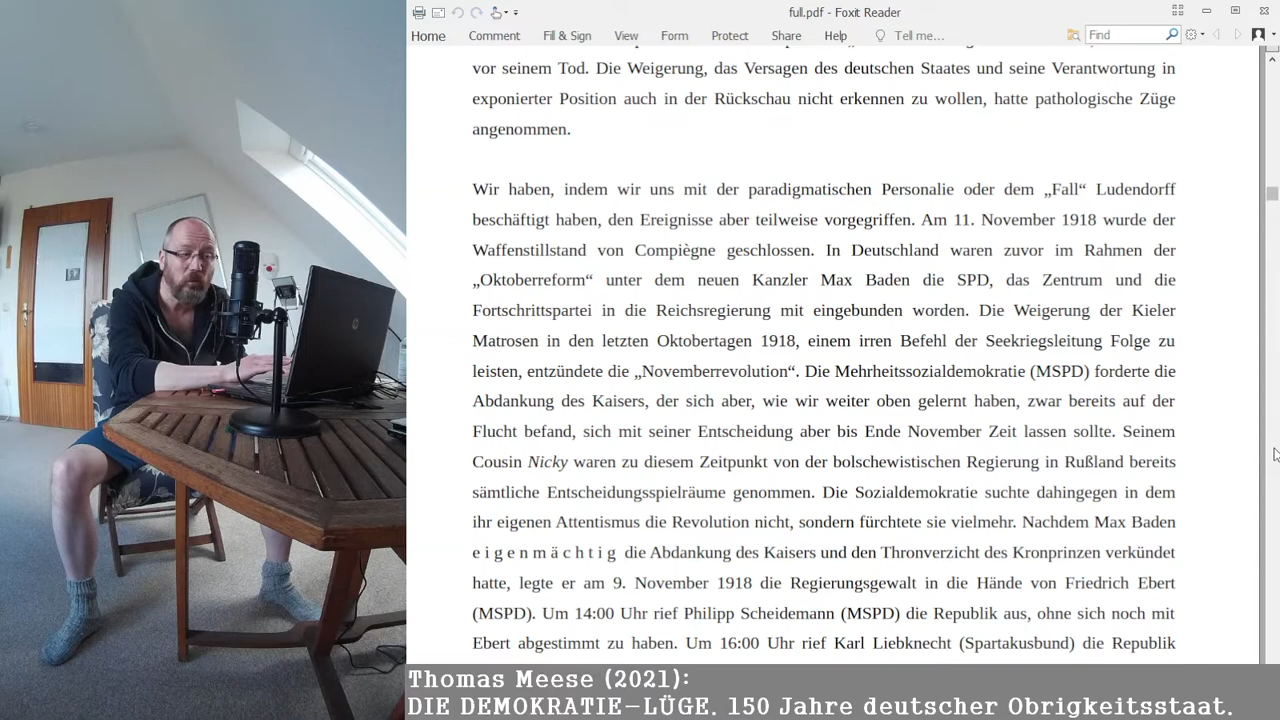 full.pdf - Foxit Reader
Home Comment Fill & Sign View Form Protect Share Help Tell me... Find
vor seinem Tod. Die Weigerung, das Versagen des deutschen Staates und seine Verantwortung in
exponierter Position auch in der Rückschau nicht erkennen zu wollen, hatte pathologische Züge
angenommen.
Wir haben, indem wir uns mit der paradigmatischen Personalie oder dem „Fall“ Ludendorff
beschäftigt haben, den Ereignisse aber teilweise vorgegriffen. Am 11. November 1918 wurde der
Waffenstillstand von Compiègne geschlossen. In Deutschland waren zuvor im Rahmen der
„Oktoberreform“ unter dem neuen Kanzler Max Baden die SPD, das Zentrum und die
Fortschrittspartei in die Reichsregierung mit eingebunden worden. Die Weigerung der Kieler
Matrosen in den letzten Oktobertagen 1918, einem irren Befehl der Seekriegsleitung Folge zu
leisten, entzündete die „Novemberrevolution“. Die Mehrheitssozialdemokratie (MSPD) forderte die
Abdankung des Kaisers, der sich aber, wie wir weiter oben gelernt haben, zwar bereits auf der
Flucht befand, sich mit seiner Entscheidung aber bis Ende November Zeit lassen sollte. Seinem
Cousin Nicky waren zu diesem Zeitpunkt von der bolschewistischen Regierung in Rußland bereits
sämtliche Entscheidungsspielräume genommen. Die Sozialdemokratie suchte dahingegen in dem
ihr eigenen Attentismus die Revolution nicht, sondern fürchtete sie vielmehr. Nachdem Max Baden
e i g e n m ä c h t i g die Abdankung des Kaisers und den Thronverzicht des Kronprinzen verkündet
hatte, legte er am 9. November 1918 die Regierungsgewalt in die Hände von Friedrich Ebert
(MSPD). Um 14:00 Uhr rief Philipp Scheidemann (MSPD) die Republik aus, ohne sich noch mit
Ebert abgestimmt zu haben. Um 16:00 Uhr rief Karl Liebknecht (Spartakusbund) die Republik
Thomas Meese (2021):
DIE DEMOKRATIE-LÜGE. 150 Jahre deutscher Obrigkeitsstaat.